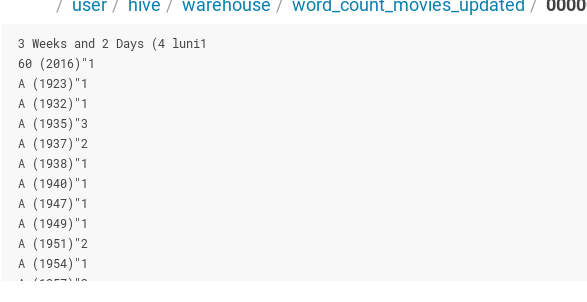 / user / hive / warehouse / word_count_movies_updated / 0000
3 Weeks and 2 Days (4 luni1
60 (2016)"1
A (1923)"1
A (1932)"1
A (1935)"3
A (1937)"2
A (1938)"1
A (1940)"1
A (1947)"1
A (1949)"1
A (1951)"2
A (1954)"1